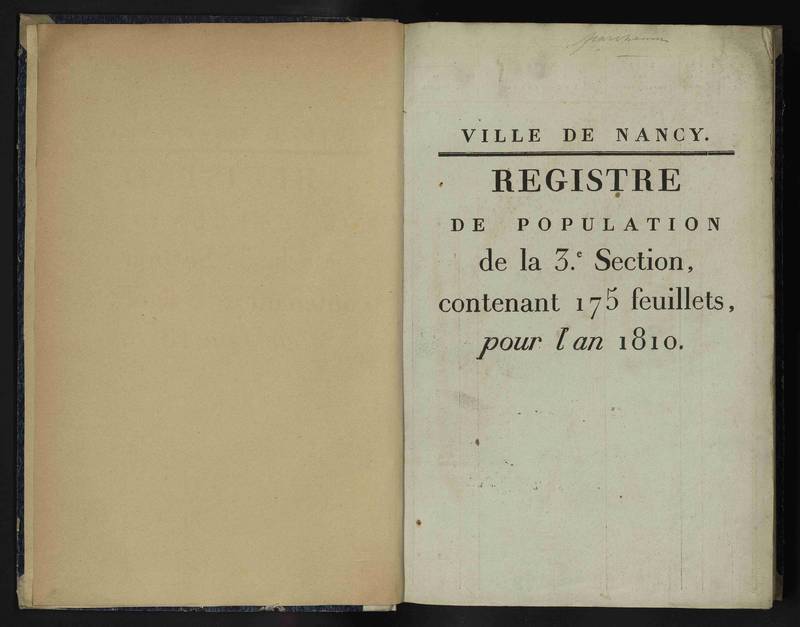 VILLE DE NANCY.
REGISTRE
DE POPULATION
de la 3.e Section,
contenant 175 feuillets,
pour l'an 1810.